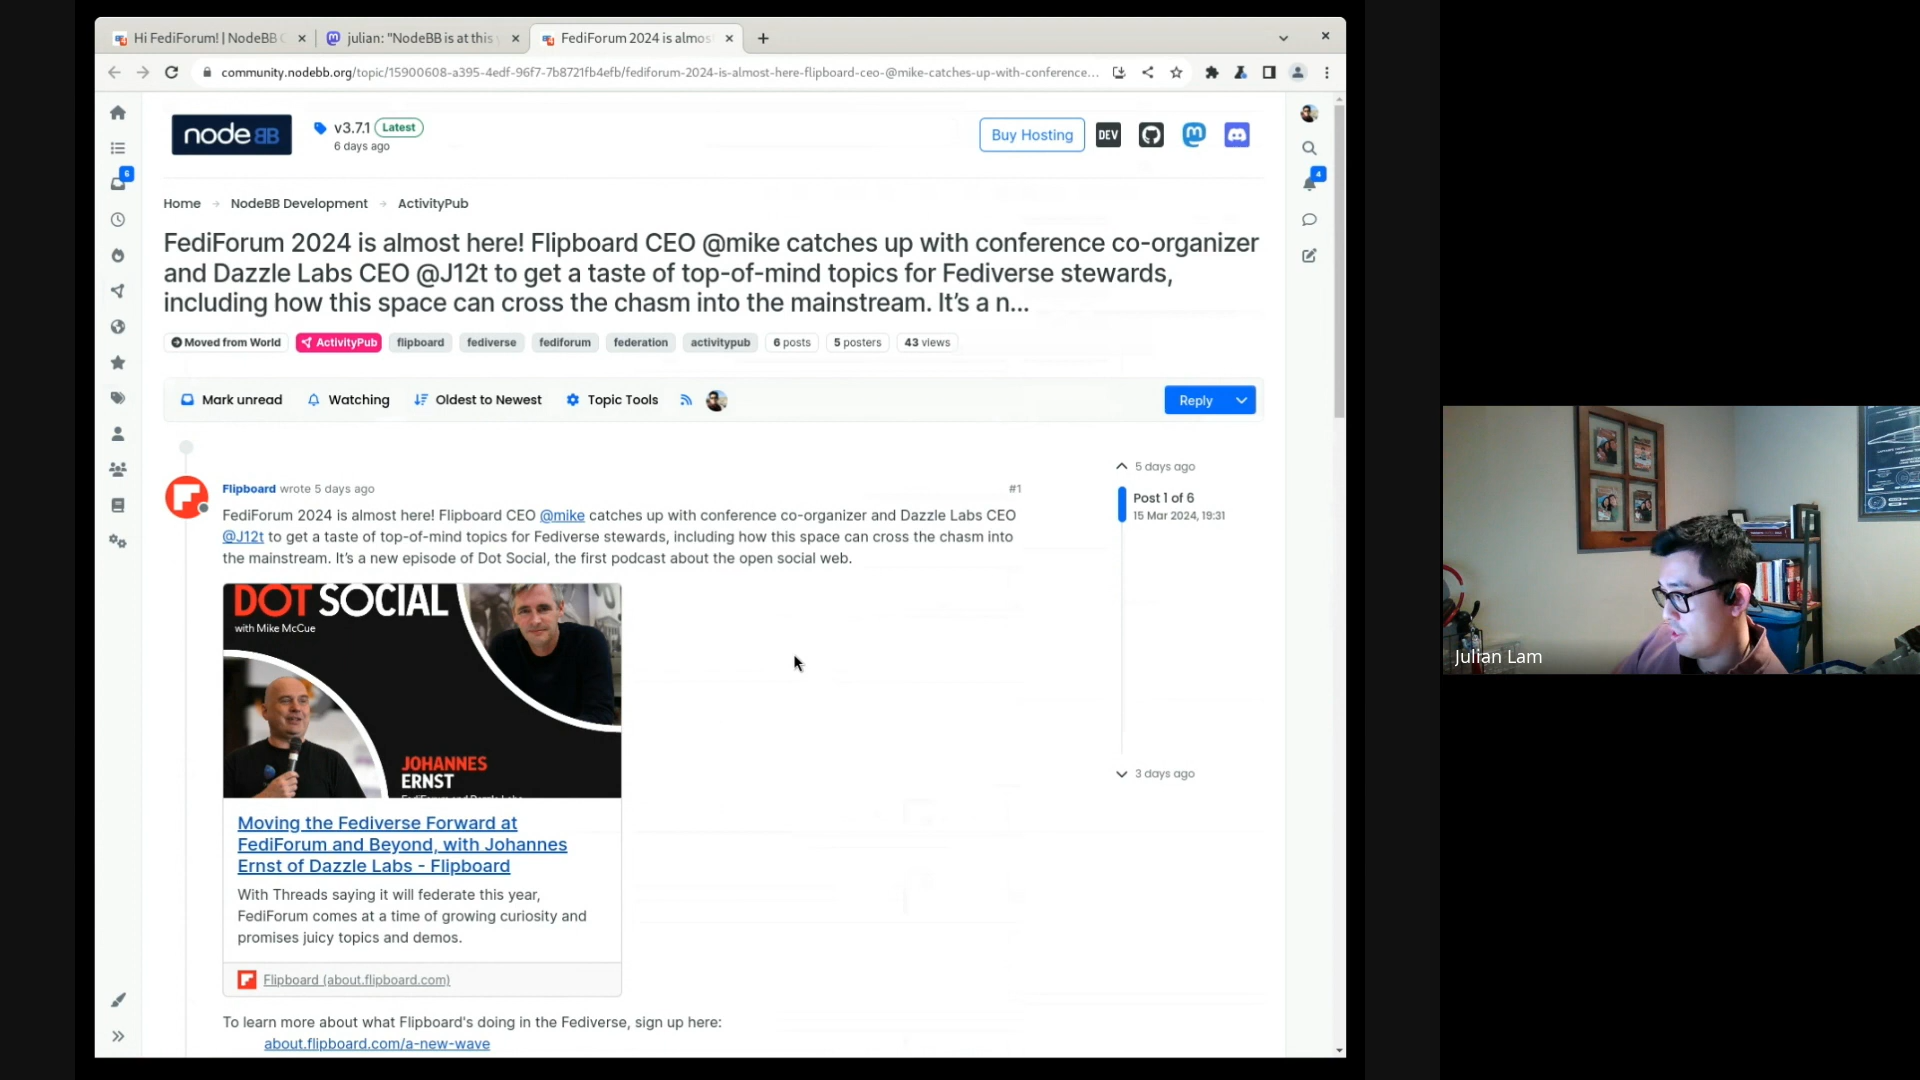 Hi FediForum! | NodeBB
julian: "NodeBB is at this
FediForum 2024 is almos
community.nodebb.org/topic/15900608-a395-4edf-96f7-7b8721fb4efb/fediforum-2024-is-almost-here-flipboard-ceo-@mike-catches-up-with-conference...
node BB
v3.7.1 Latest
6 days ago
Buy Hosting
DEV
6
4
Home → NodeBB Development → ActivityPub
FediForum 2024 is almost here! Flipboard CEO @mike catches up with conference co-organizer
and Dazzle Labs CEO @J12t to get a taste of top-of-mind topics for Fediverse stewards,
including how this space can cross the chasm into the mainstream. It’s a n...
Moved from World ActivityPub flipboard fediverse fediforum federation activitypub 6 posts 5 posters 43 views
Mark unread Watching Oldest to Newest Topic Tools Reply
5 days ago
Post 1 of 6
15 Mar 2024, 19:31
3 days ago
Flipboard wrote 5 days ago #1
FediForum 2024 is almost here! Flipboard CEO @mike catches up with conference co-organizer and Dazzle Labs CEO
@J12t to get a taste of top-of-mind topics for Fediverse stewards, including how this space can cross the chasm into
the mainstream. It’s a new episode of Dot Social, the first podcast about the open social web.
DOT SOCIAL
with Mike McCue
JOHANNES
ERNST
Moving the Fediverse Forward at
FediForum and Beyond, with Johannes
Ernst of Dazzle Labs - Flipboard
With Threads saying it will federate this year,
FediForum comes at a time of growing curiosity and
promises juicy topics and demos.
Flipboard (about.flipboard.com)
To learn more about what Flipboard's doing in the Fediverse, sign up here:
about.flipboard.com/a-new-wave
Julian Lam